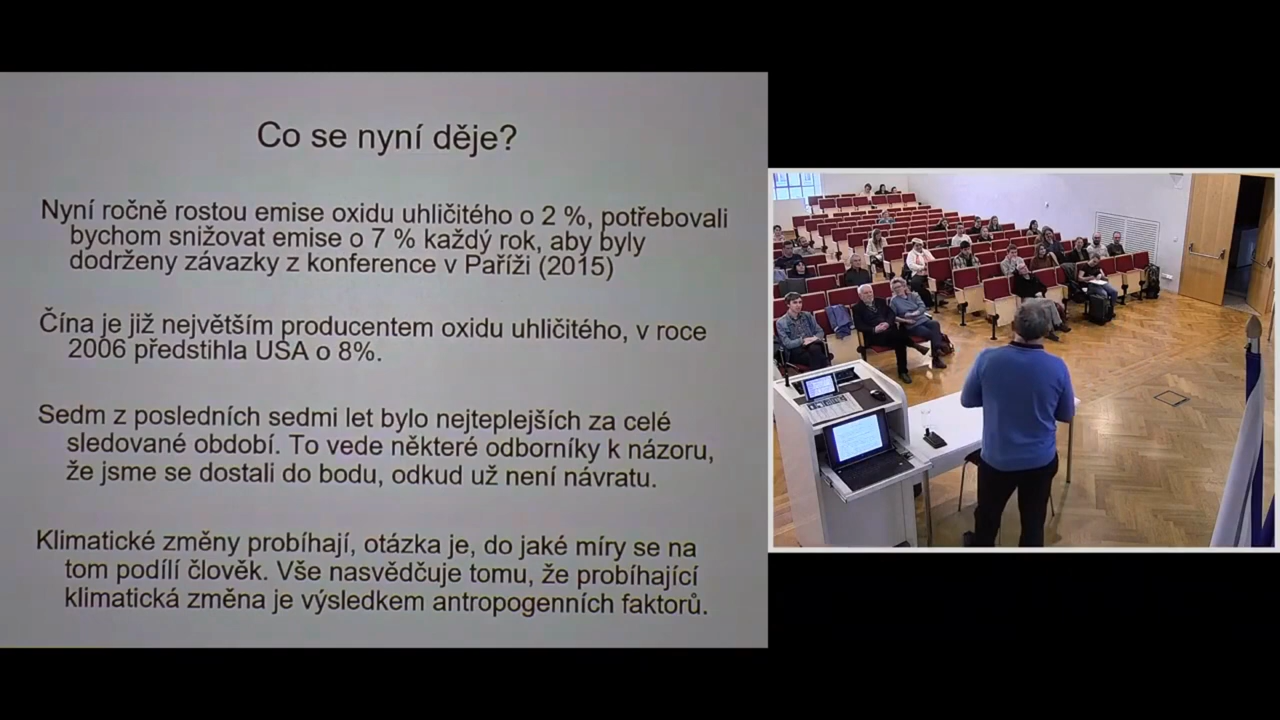 Co se nyní děje?
Nyní ročně rostou emise oxidu uhličitého o 2 %, potřebovali
bychom snižovat emise o 7 % každý rok, aby byly
dodrženy závazky z konference v Paříži (2015)
Čína je již největším producentem oxidu uhličitého, v roce
2006 předstihla USA o 8%.
Sedm z posledních sedmi let bylo nejteplejších za celé
sledované období. To vede některé odborníky k názoru,
že jsme se dostali do bodu, odkud už není návratu.
Klimatické změny probíhají, otázka je, do jaké míry se na
tom podílí člověk. Vše nasvědčuje tomu, že probíhající
klimatická změna je výsledkem antropogenních faktorů.